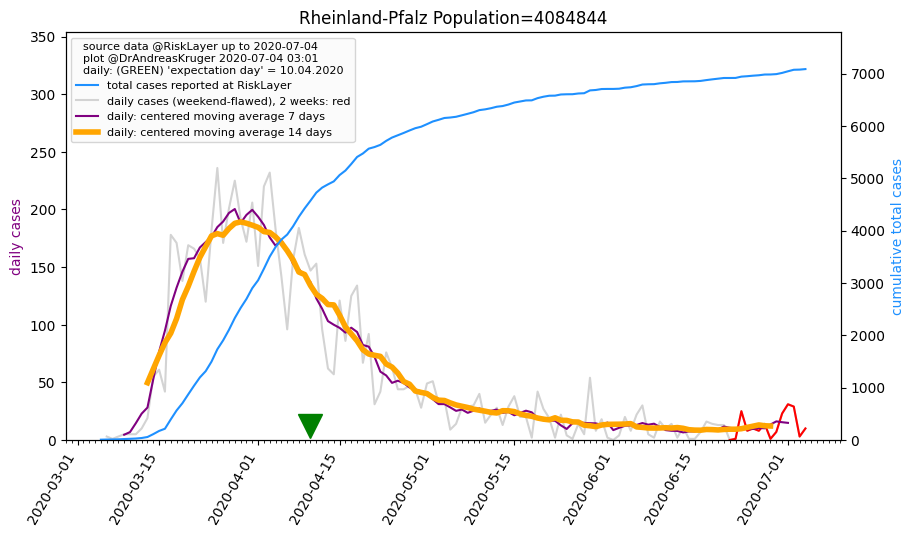 Rheinland-Pfalz Population=4084844
source data @RiskLayer up to 2020-07-04
plot @DrAndreasKruger 2020-07-04 03:01
daily: (GREEN) 'expectation day' = 10.04.2020
total cases reported at RiskLayer
daily cases (weekend-flawed), 2 weeks: red
daily: centered moving average 7 days
daily: centered moving average 14 days
daily cases
350
300
250
200
150
100
50
0
cumulative total cases
7000
6000
5000
4000
3000
2000
1000
0
2020-03-01
2020-03-15
2020-04-01
2020-04-15
2020-05-01
2020-05-15
2020-06-01
2020-06-15
2020-07-01